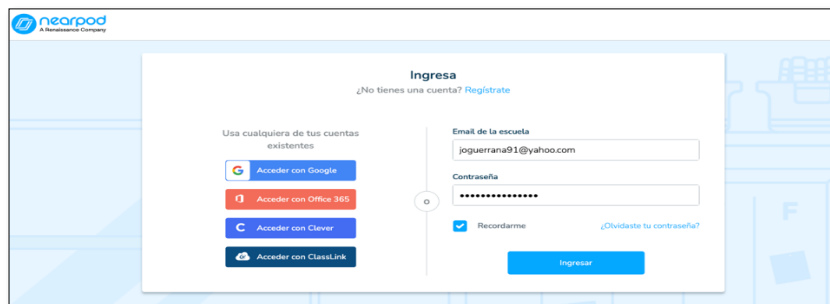 nearpod
A Renaissance Company
Ingresa
¿No tienes una cuenta? Regístrate
Usa cualquiera de tus cuentas
existentes
Acceder con Google
Acceder con Office 365
Acceder con Clever
Acceder con ClassLink
o
Email de la escuela
joguerrana91@yahoo.com
Contraseña
•••••••••••••••
Recordarme
¿Olvidaste tu contraseña?
Ingresar
F